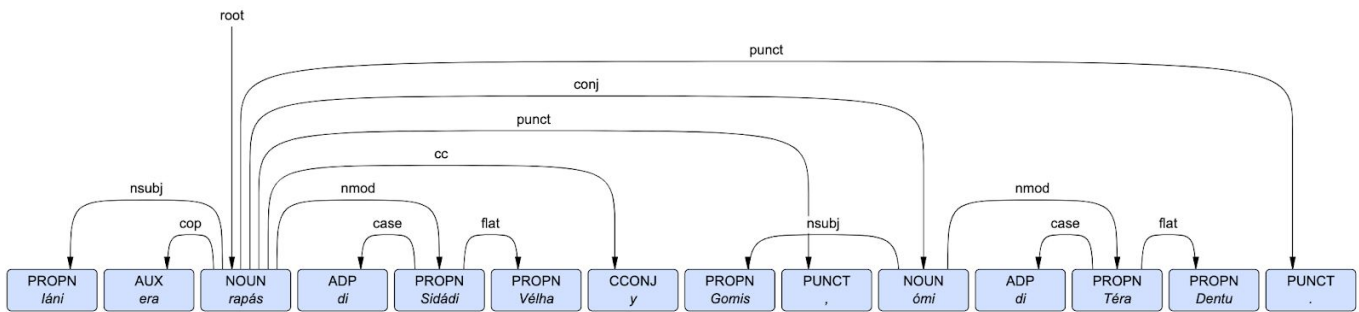 root
punct
conj
punct
cc
nsubj nmod nmod
cop case flat nsubj case flat
PROPN AUX NOUN ADP PROPN PROPN CCONJ PROPN PUNCT NOUN ADP PROPN PROPN PUNCT
Iáni era rapás di Sidádi Vélha y Gomis , ómi di Téra Dentu .